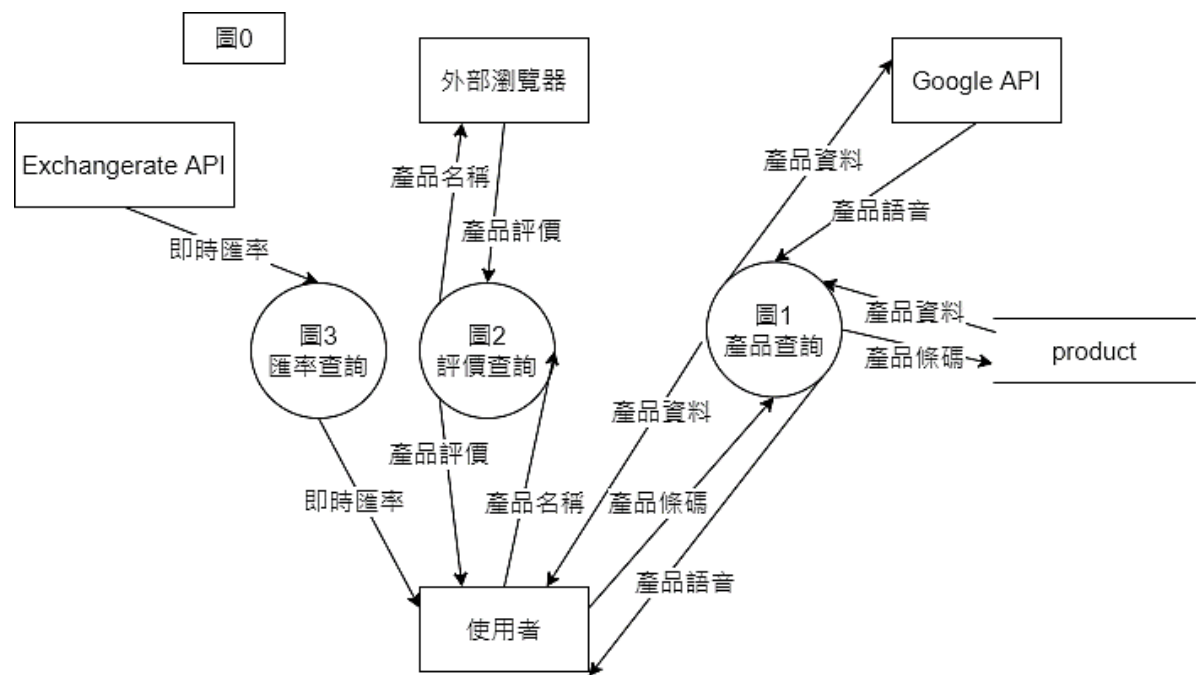 圖0
外部瀏覽器
Google API
Exchangerate API
產品名稱
產品資料
產品評價
產品語音
即時匯率
圖3
匯率查詢
圖2
評價查詢
圖1
產品查詢
產品資料
產品條碼
product
產品資料
產品評價
即時匯率
產品名稱
產品條碼
產品語音
使用者